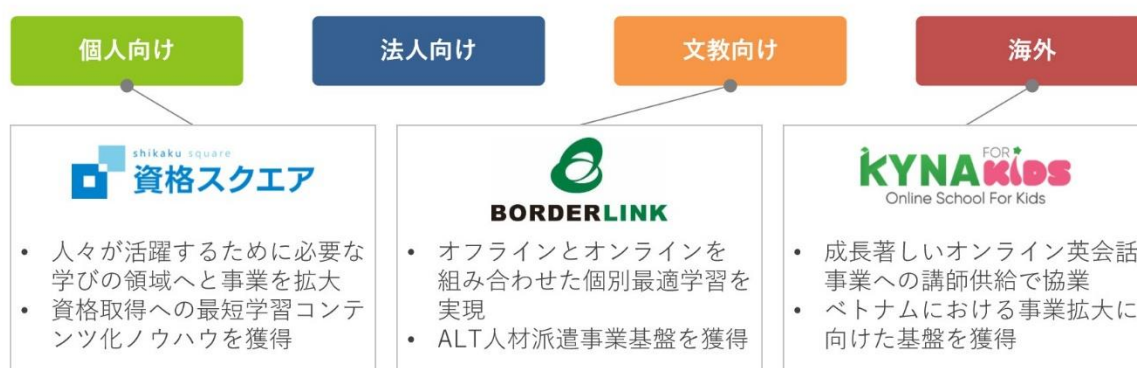 個人向け
法人向け
文教向け
海外
shikaku square
資格スクエア
• 人々が活躍するために必要な
学びの領域へと事業を拡大
• 資格取得への最短学習コンテ
ンツ化ノウハウを獲得
BORDERLINK
• オフラインとオンラインを
組み合わせた個別最適学習を
実現
• ALT人材派遣事業基盤を獲得
KYNA FOR KiDS
Online School For Kids
• 成長著しいオンライン英会話
事業への講師供給で協業
• ベトナムにおける事業拡大に
向けた基盤を獲得